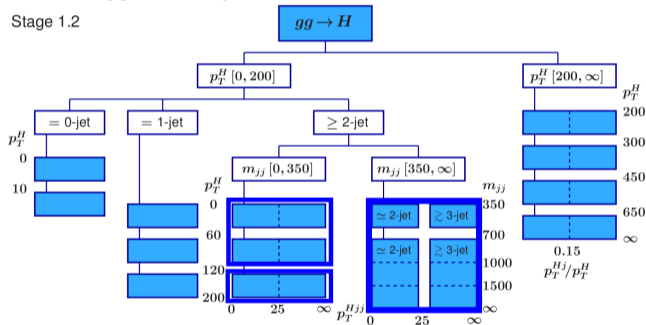 Stage 1.2
gg → H
p_T^H [0, 200]
p_T^H [200, ∞]
= 0-jet
= 1-jet
≥ 2-jet
m_jj [0, 350]
m_jj [350, ∞]
p_T^H
0
10
p_T^H
0
60
120
200
0
25
∞
p_T^Hjj
m_jj
350
700
1000
1500
∞
≃ 2-jet
≳ 3-jet
≃ 2-jet
≳ 3-jet
0
25
∞
p_T^H
200
300
450
650
∞
0.15
p_T^Hj/p_T^H